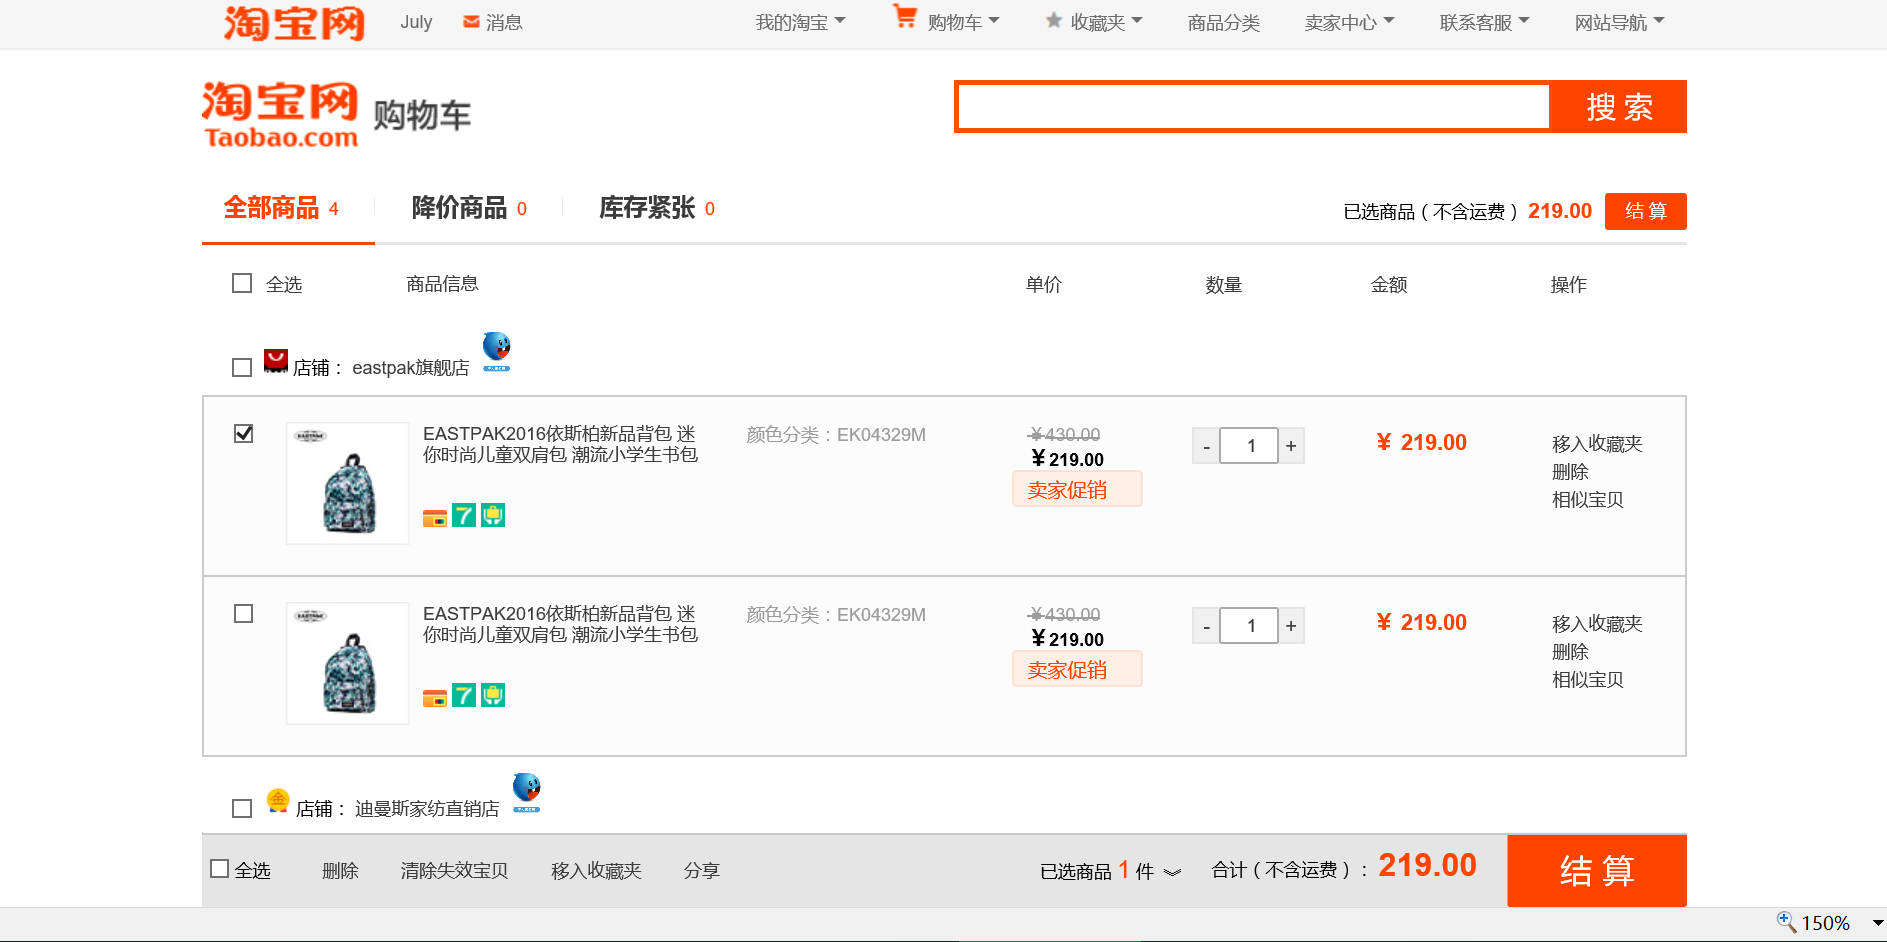 淘宝网 July 消息 我的淘宝 购物车 收藏夹 商品分类 卖家中心 联系客服 网站导航
淘宝网 购物车 搜 索
Taobao.com
全部商品 4 降价商品 0 库存紧张 0 已选商品（不含运费） 219.00 结 算
全选 商品信息 单价 数量 金额 操作
店铺： eastpak旗舰店
EASTPAK2016依斯柏新品背包 迷 颜色分类：EK04329M ￥430.00 - 1 + ￥ 219.00 移入收藏夹
你时尚儿童双肩包 潮流小学生书包 ￥219.00 删除
卖家促销 相似宝贝
7
EASTPAK2016依斯柏新品背包 迷 颜色分类：EK04329M ￥430.00 - 1 + ￥ 219.00 移入收藏夹
你时尚儿童双肩包 潮流小学生书包 ￥219.00 删除
卖家促销 相似宝贝
7
店铺： 迪曼斯家纺直销店
全选 删除 清除失效宝贝 移入收藏夹 分享 已选商品 1 件 合计（不含运费）： 219.00 结 算
150%